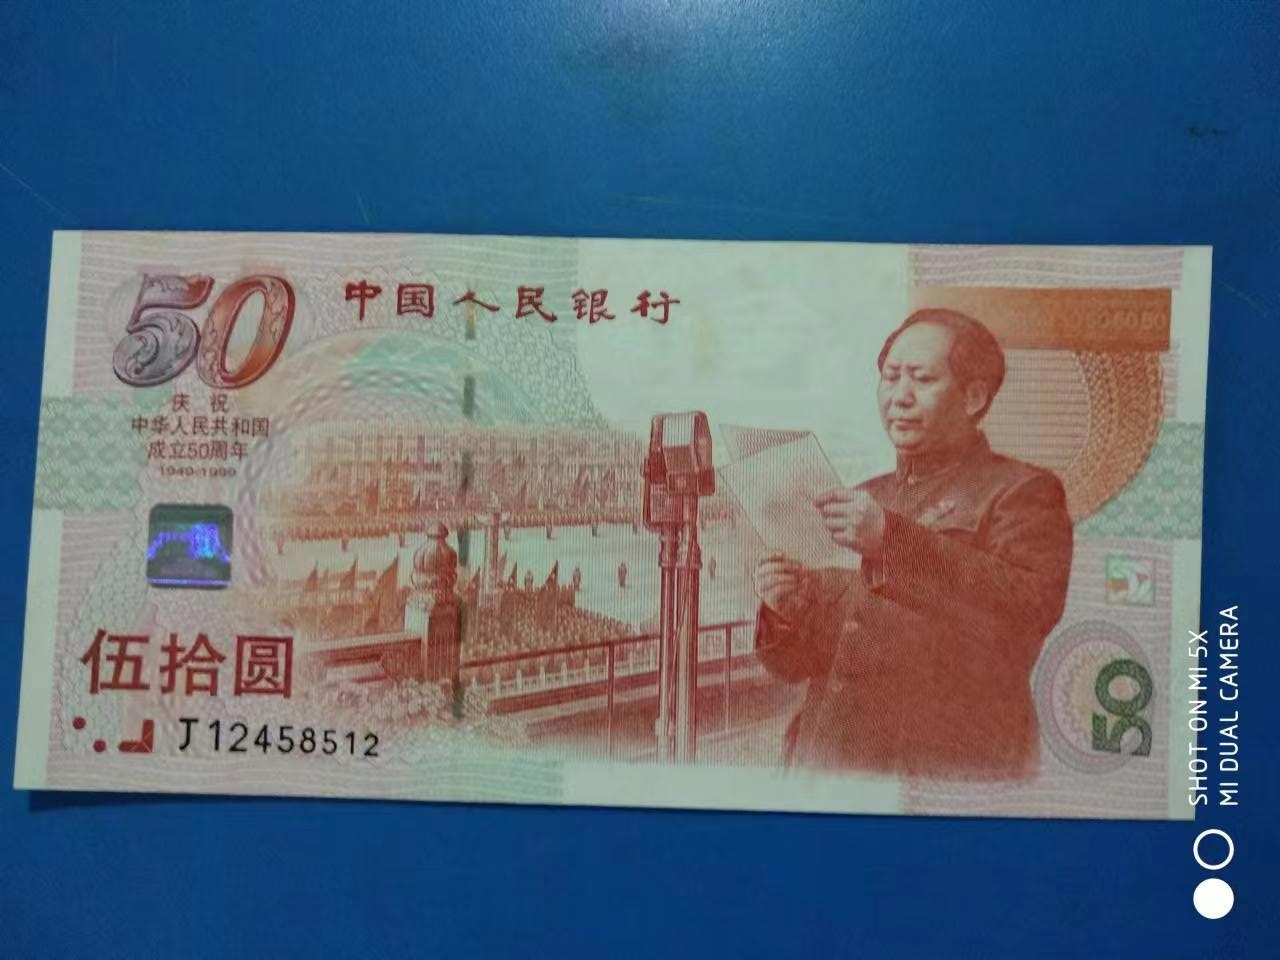 50
中国人民银行
庆祝
中华人民共和国
成立50周年
1949-1999
伍拾圆
J12458512
50
SHOT ON MI 5X
MI DUAL CAMERA